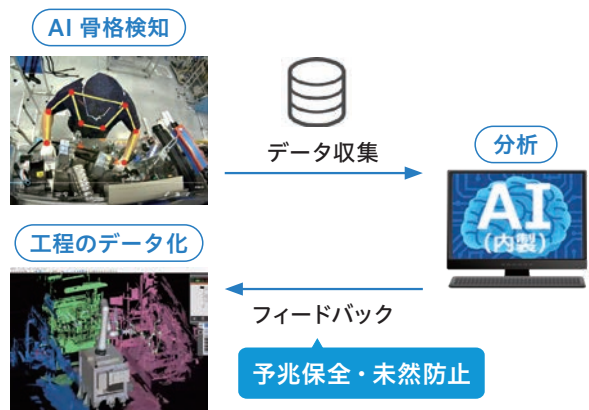 AI 骨格検知
データ収集
分析
AI
(内製)
工程のデータ化
フィードバック
予兆保全・未然防止